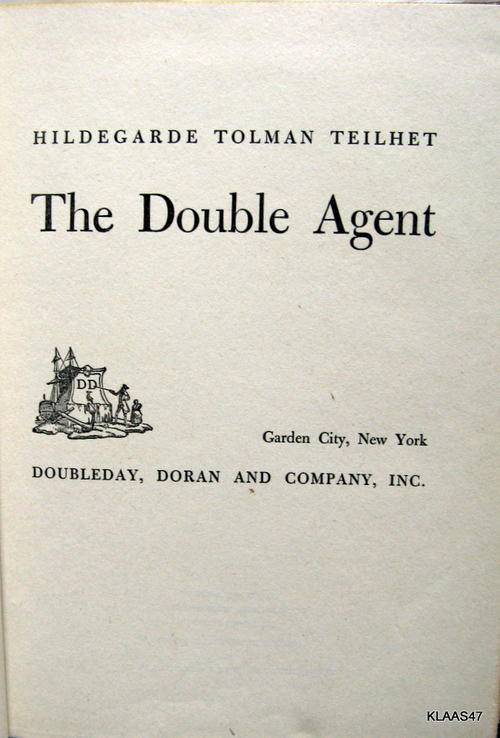 HILDEGARDE TOLMAN TEILHET
The Double Agent
DD
Garden City, New York
DOUBLEDAY, DORAN AND COMPANY, INC.
KLAAS47